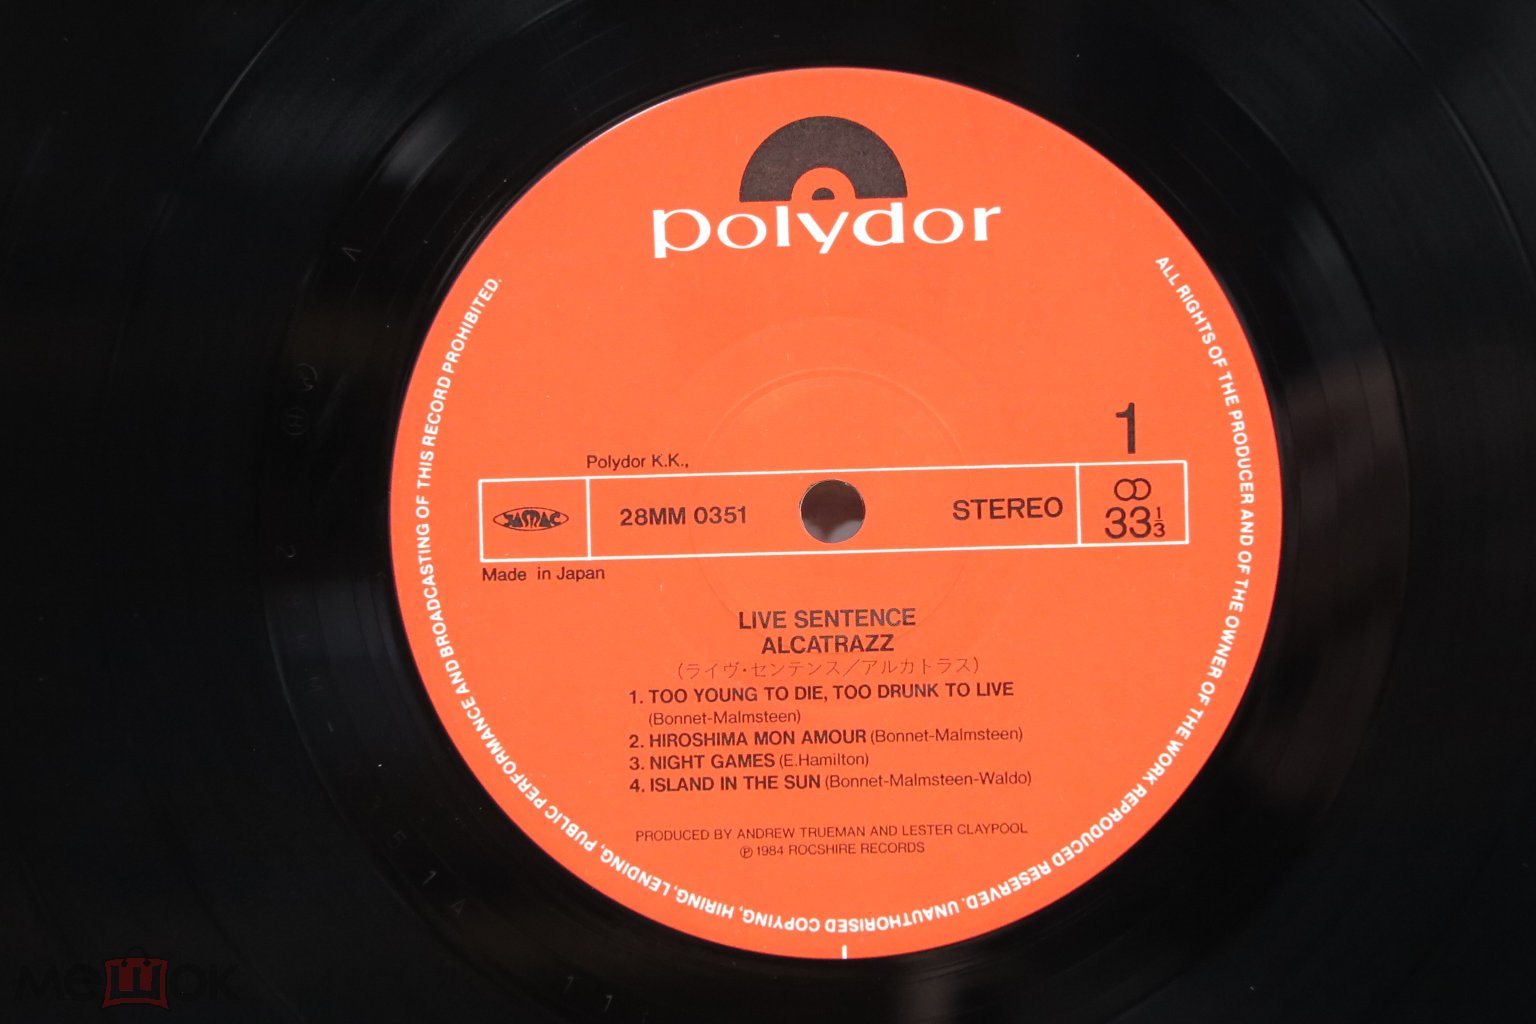 polydor
1
Polydor K.K.,
JASRAC
28MM 0351
STEREO
33 1/3
Made in Japan
LIVE SENTENCE
ALCATRAZZ
(ライヴ・センテンス/アルカトラス)
1. TOO YOUNG TO DIE, TOO DRUNK TO LIVE
(Bonnet-Malmsteen)
2. HIROSHIMA MON AMOUR (Bonnet-Malmsteen)
3. NIGHT GAMES (E.Hamilton)
4. ISLAND IN THE SUN (Bonnet-Malmsteen-Waldo)
PRODUCED BY ANDREW TRUEMAN AND LESTER CLAYPOOL
℗ 1984 ROCSHIRE RECORDS
ALL RIGHTS OF THE PRODUCER AND OF THE OWNER OF THE WORK REPRODUCED RESERVED. UNAUTHORISED COPYING, HIRING, LENDING, PUBLIC PERFORMANCE AND BROADCASTING OF THIS RECORD PROHIBITED.
мешок